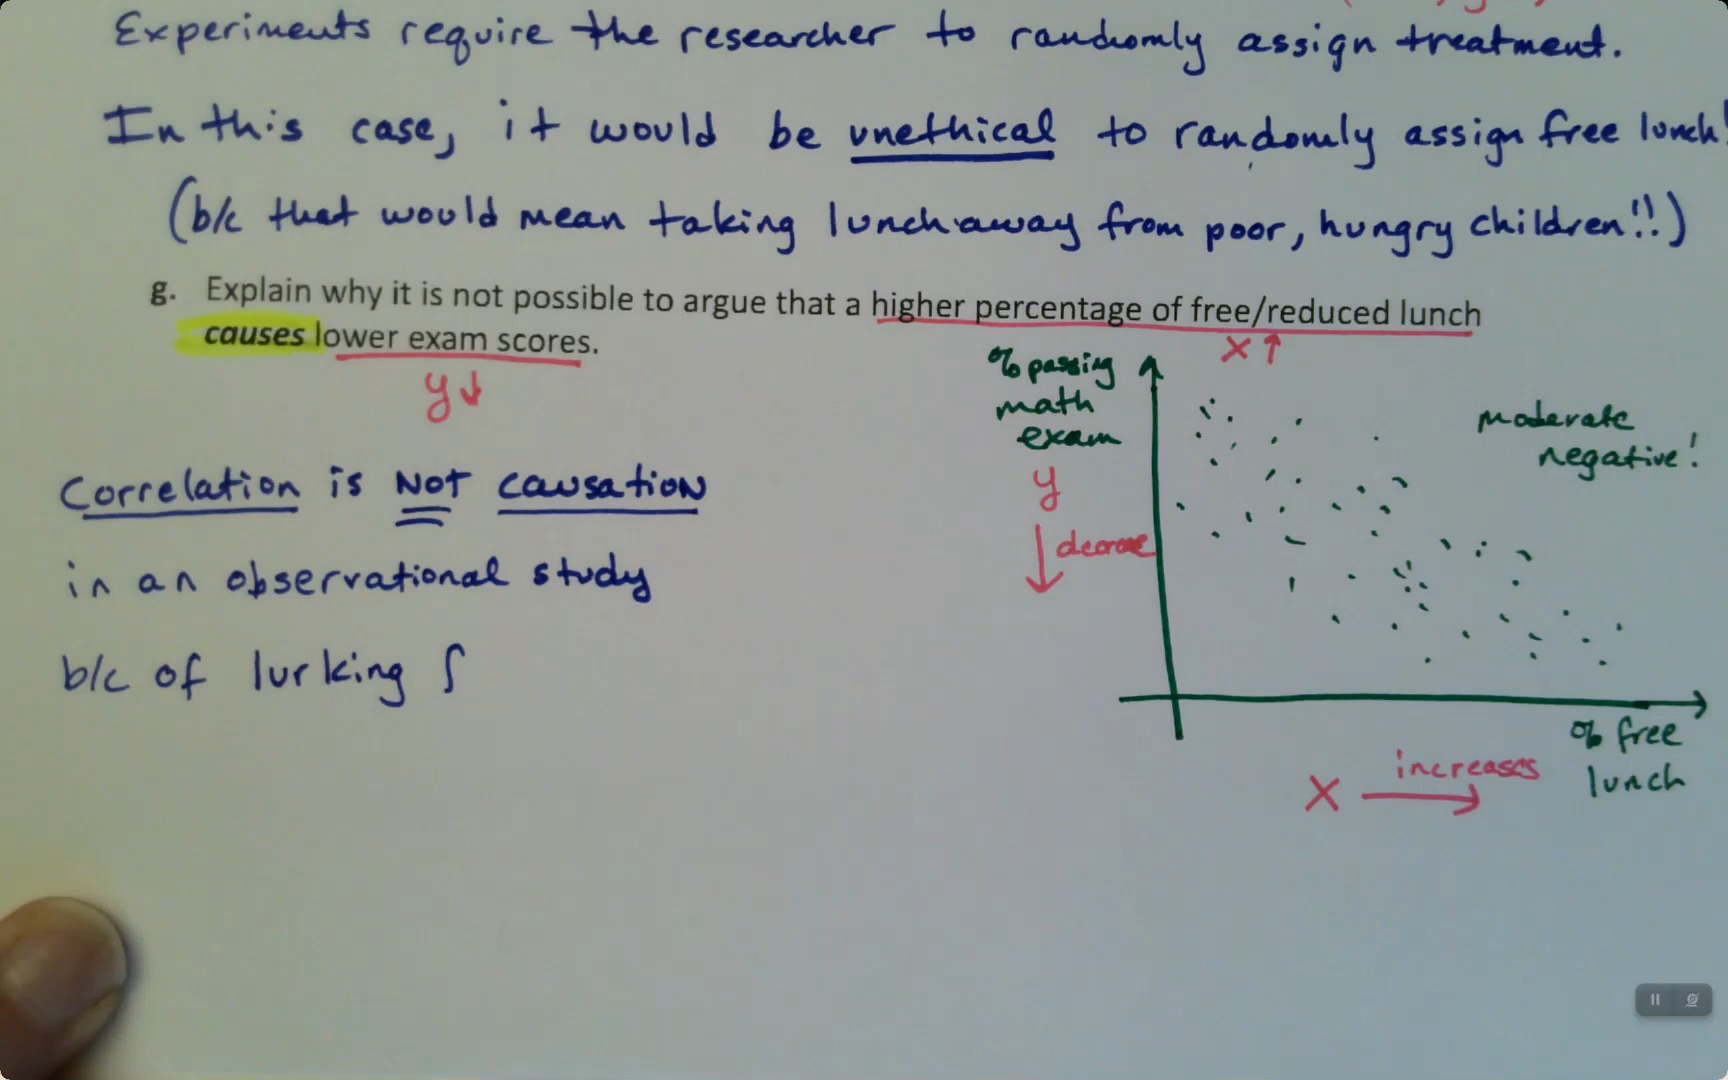 Experiments require the researcher to randomly assign treatment.
In this case, it would be unethical to randomly assign free lunch!
(b/c that would mean taking lunch away from poor, hungry children!!)
g. Explain why it is not possible to argue that a higher percentage of free/reduced lunch
causes lower exam scores.
x ↑
y ↓
% passing
math
exam
y
↓ decrease
moderate
negative!
Correlation is NOT causation
in an observational study
b/c of lurking
% free
lunch
x → increases